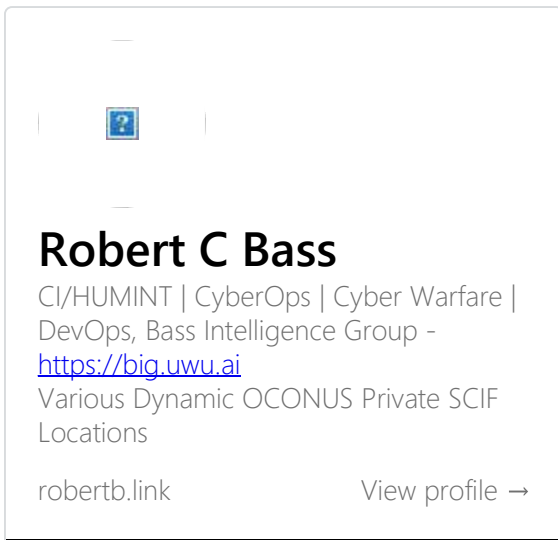 Robert C Bass
CI/HUMINT | CyberOps | Cyber Warfare |
DevOps, Bass Intelligence Group -
https://big.uwu.ai
Various Dynamic OCONUS Private SCIF
Locations
robertb.link View profile →